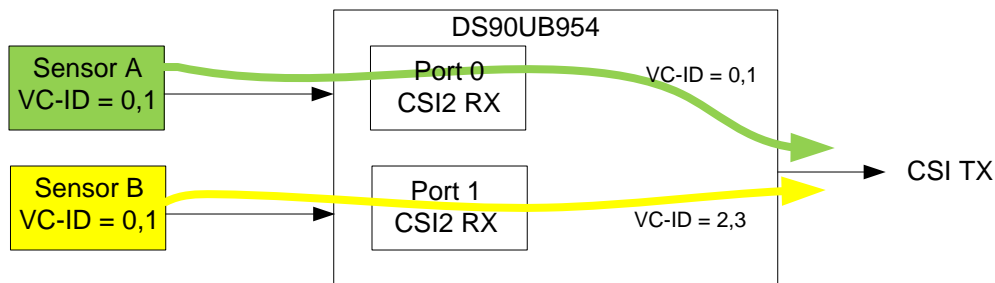 DS90UB954
Sensor A
VC-ID = 0,1
Port 0
CSI2 RX
VC-ID = 0,1
CSI TX
Sensor B
VC-ID = 0,1
Port 1
CSI2 RX
VC-ID = 2,3